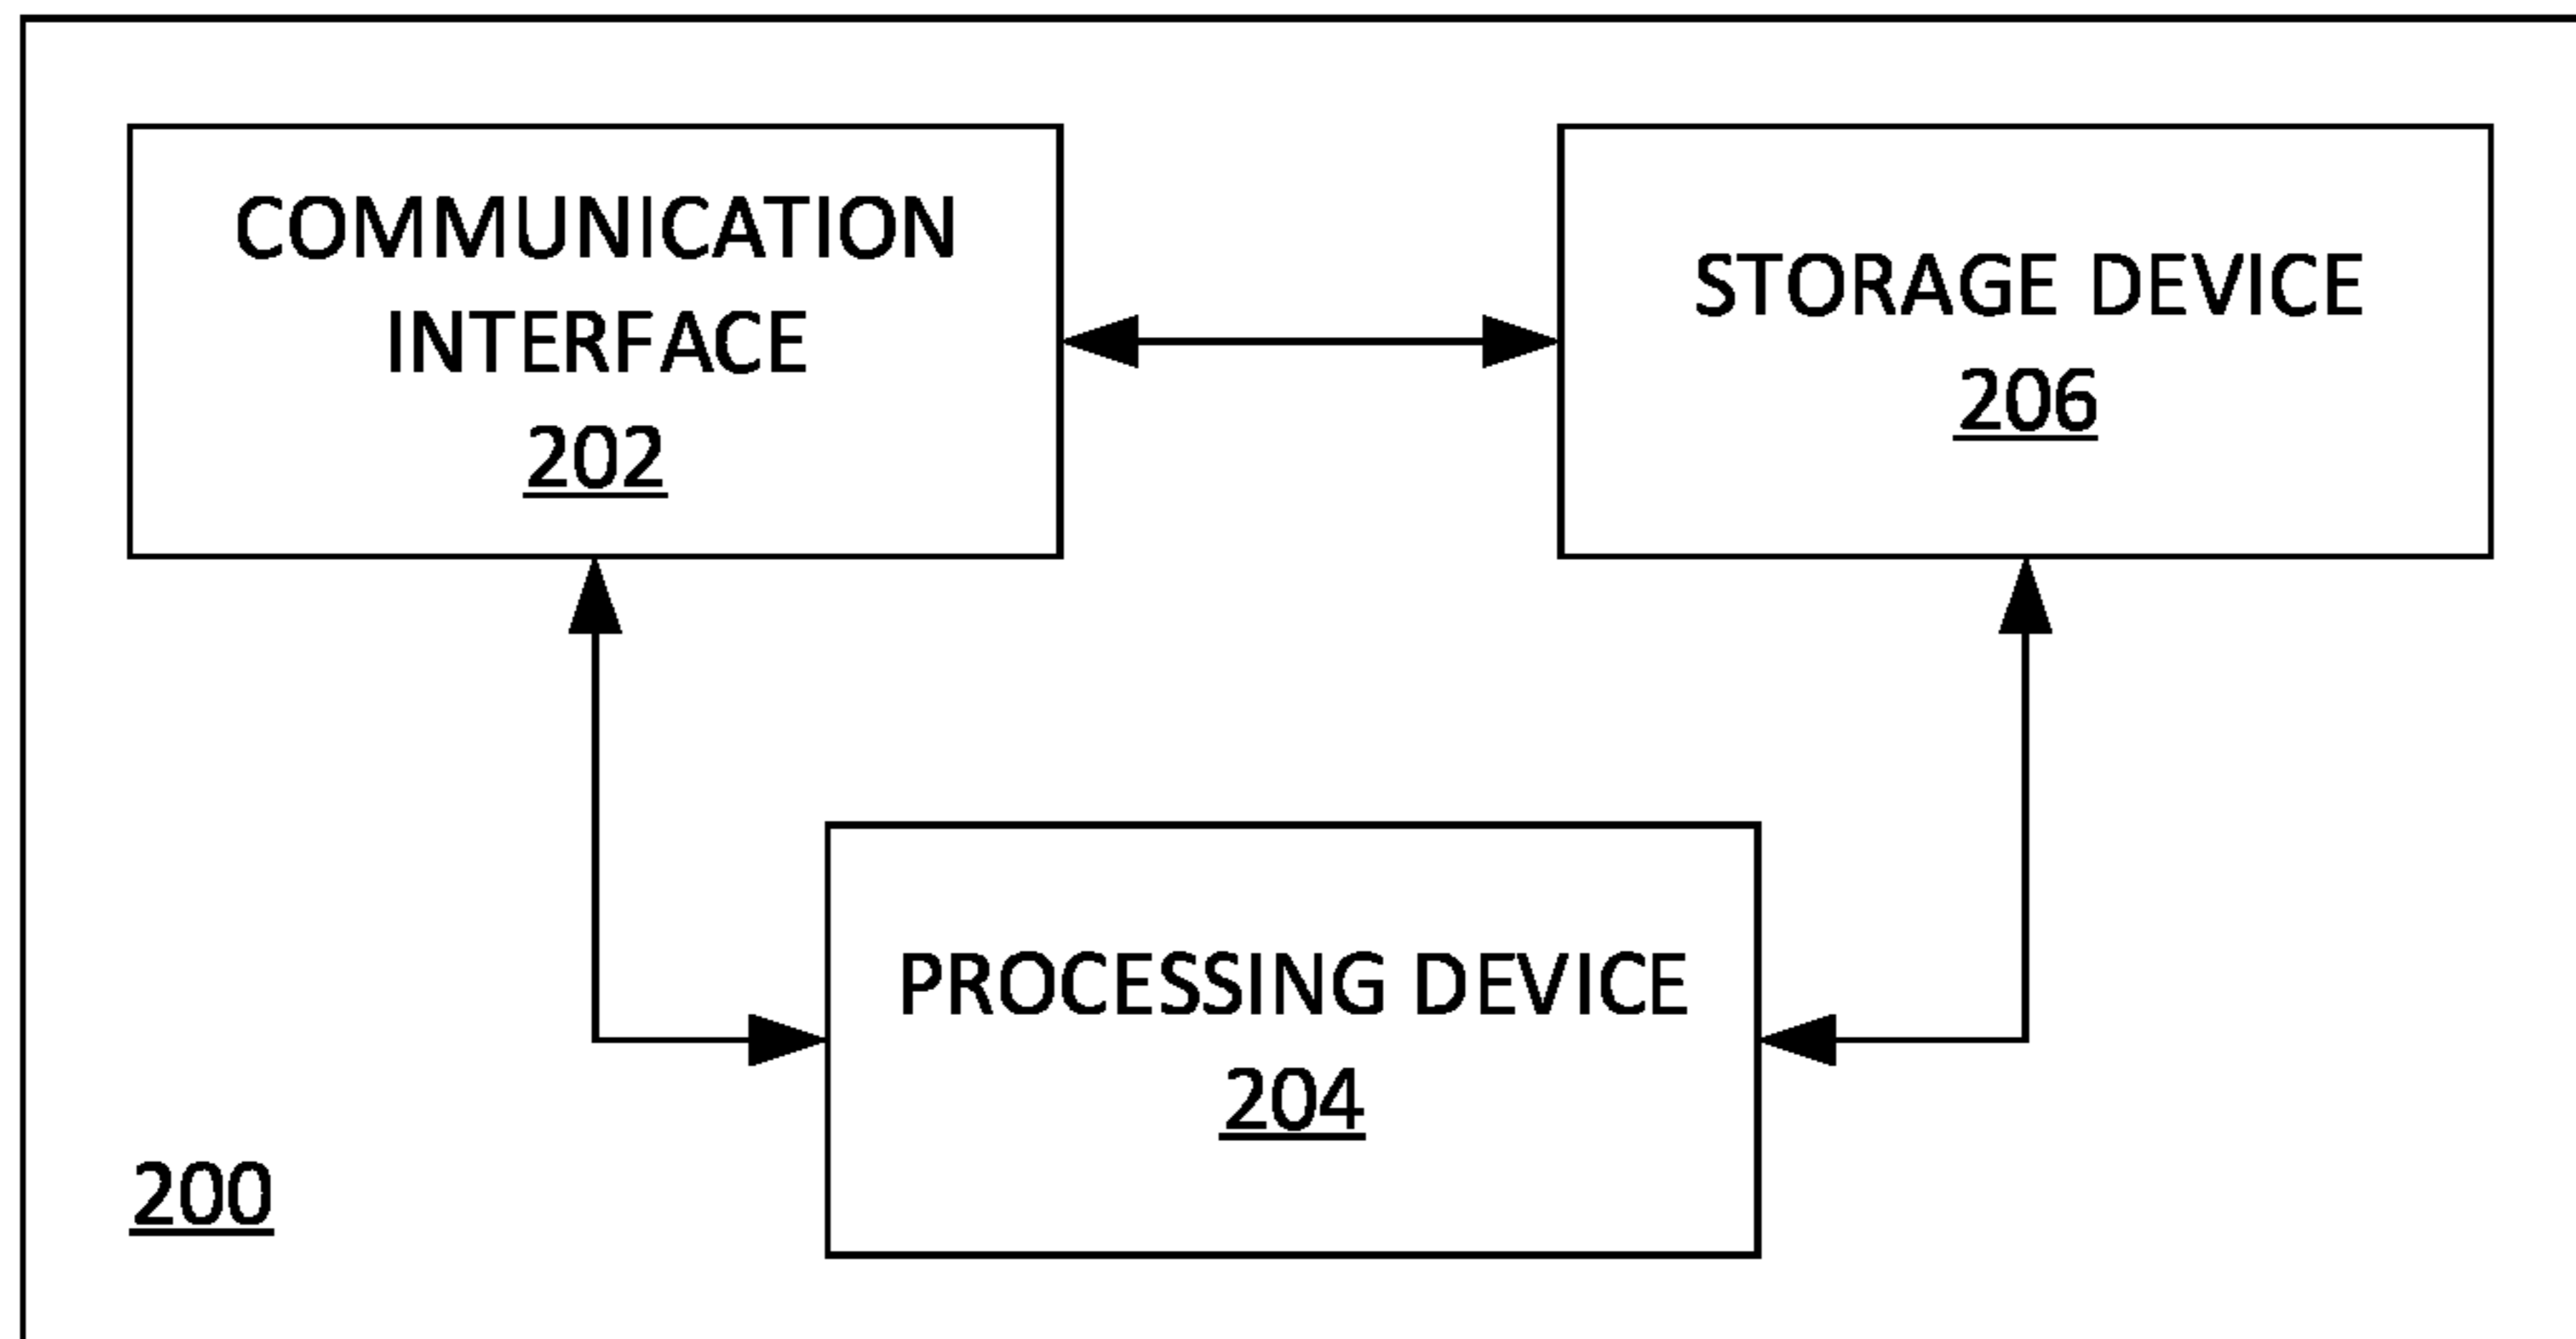 COMMUNICATION
INTERFACE
202
STORAGE DEVICE
206
PROCESSING DEVICE
204
200